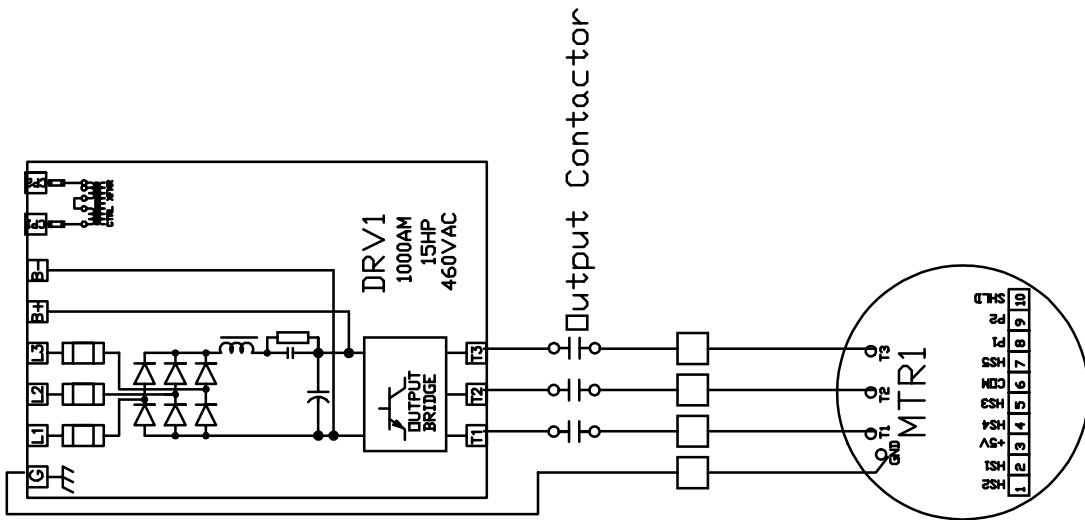 Output Contactor
CTRL XFMR
B-
B+
L3
L2
L1
G
DRV1
1000AM
15HP
460VAC
OUTPUT
BRIDGE
T3
T2
T1
T3
T2
T1
GND
MTR1
SHLD 10
P2 9
P1 8
HS5 7
COM 6
HS3 5
HS4 4
+5V 3
HS1 2
HS2 1